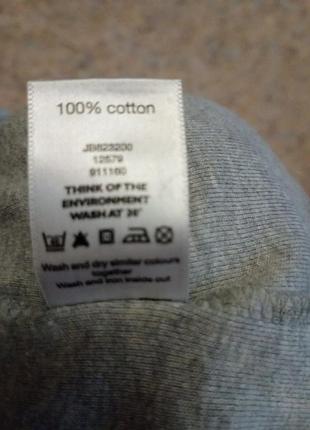 100% cotton
JB623200
12579
911160
THINK OF THE
ENVIRONMENT
WASH AT 30°
Wash and dry similar colours
together
Wash and iron inside out